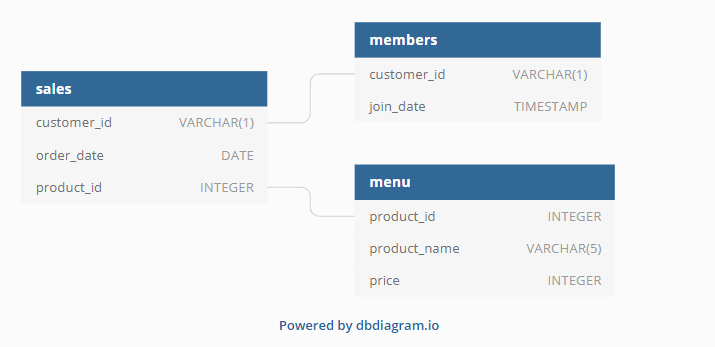 sales
customer_id VARCHAR(1)
order_date DATE
product_id INTEGER
members
customer_id VARCHAR(1)
join_date TIMESTAMP
menu
product_id INTEGER
product_name VARCHAR(5)
price INTEGER
Powered by dbdiagram.io